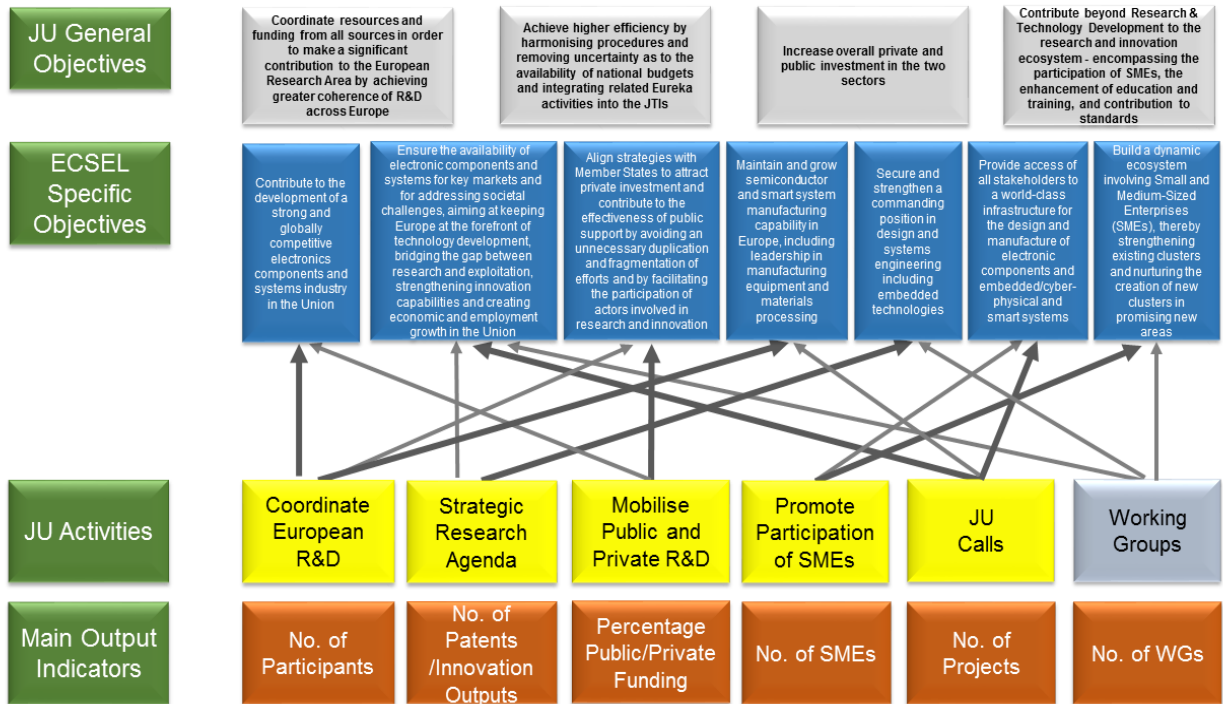 JU General
Objectives
Coordinate resources and
funding from all sources in order
to make a significant
contribution to the European
Research Area by achieving
greater coherence of R&D
across Europe
Achieve higher efficiency by
harmonising procedures and
removing uncertainty as to the
availability of national budgets
and integrating related Eureka
activities into the JTIs
Increase overall private and
public investment in the two
sectors
Contribute beyond Research &
Technology Development to the
research and innovation
ecosystem - encompassing the
participation of SMEs, the
enhancement of education and
training, and contribution to
standards
ECSEL
Specific
Objectives
Contribute to the
development of a
strong and
globally
competitive
electronics
components and
systems industry
in the Union
Ensure the availability of
electronic components and
systems for key markets and
for addressing societal
challenges, aiming at keeping
Europe at the forefront of
technology development,
bridging the gap between
research and exploitation,
strengthening innovation
capabilities and creating
economic and employment
growth in the Union
Align strategies with
Member States to attract
private investment and
contribute to the
effectiveness of public
support by avoiding an
unnecessary duplication
and fragmentation of
efforts and by facilitating
the participation of
actors involved in
research and innovation
Maintain and grow
semiconductor
and smart system
manufacturing
capability in
Europe, including
leadership in
manufacturing
equipment and
materials
processing
Secure and
strengthen a
commanding
position in
design and
systems
engineering
including
embedded
technologies
Provide access of
all stakeholders to
a world-class
infrastructure for
the design and
manufacture of
electronic
components and
embedded/cyber-
physical and
smart systems
Build a dynamic
ecosystem
involving Small and
Medium-Sized
Enterprises
(SMEs), thereby
strengthening
existing clusters
and nurturing the
creation of new
clusters in
promising new
areas
JU Activities
Coordinate
European
R&D
Strategic
Research
Agenda
Mobilise
Public and
Private R&D
Promote
Participation
of SMEs
JU
Calls
Working
Groups
Main Output
Indicators
No. of
Participants
No. of
Patents
/Innovation
Outputs
Percentage
Public/Private
Funding
No. of SMEs
No. of
Projects
No. of WGs